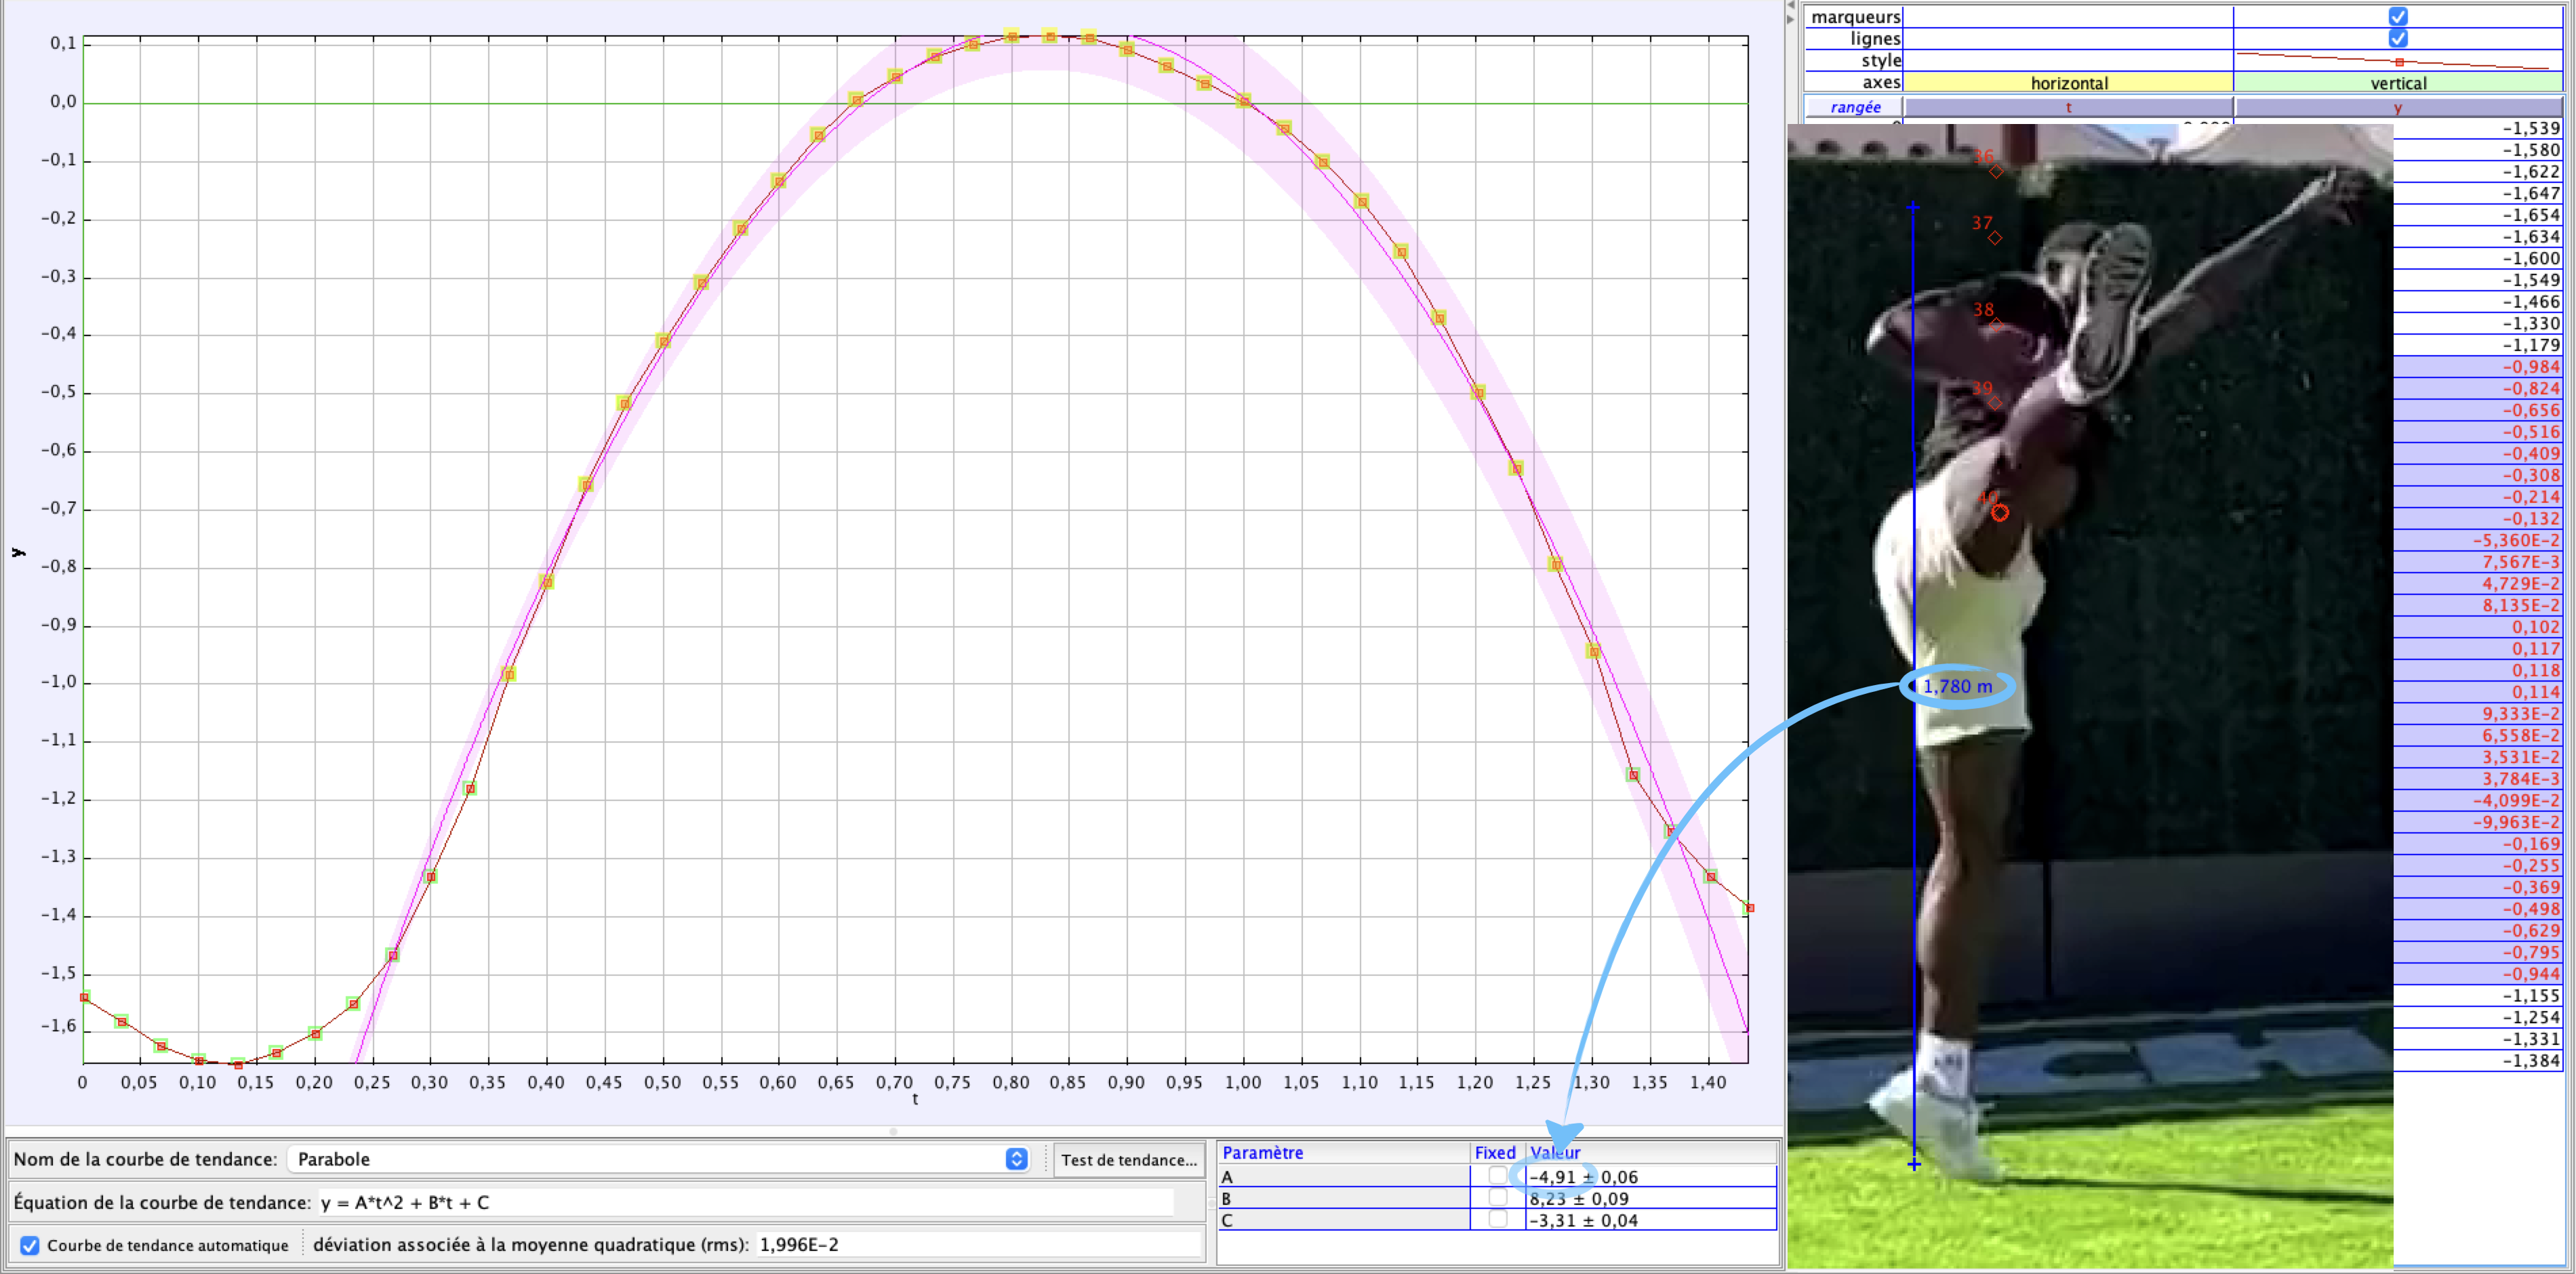 marqueurs
lignes
style
axes horizontal vertical
rangée t y
0,1
0,0
−0,1
−0,2
−0,3
−0,4
−0,5
−0,6
−0,7
−0,8
−0,9
−1,0
−1,1
−1,2
−1,3
−1,4
−1,5
−1,6
y
0 0,05 0,10 0,15 0,20 0,25 0,30 0,35 0,40 0,45 0,50 0,55 0,60 0,65 0,70 0,75 0,80 0,85 0,90 0,95 1,00 1,05 1,10 1,15 1,20 1,25 1,30 1,35 1,40
t
−1,539
−1,580
−1,622
−1,647
−1,654
−1,634
−1,600
−1,549
−1,466
−1,330
−1,179
−0,984
−0,824
−0,656
−0,516
−0,409
−0,308
−0,214
−0,132
−5,360E−2
7,567E−3
4,729E−2
8,135E−2
0,102
0,117
0,118
0,114
9,333E−2
6,558E−2
3,531E−2
3,784E−3
−4,099E−2
−9,963E−2
−0,169
−0,255
−0,369
−0,498
−0,629
−0,795
−0,944
−1,155
−1,254
−1,331
−1,384
36
37
38
39
40
1,780 m
Nom de la courbe de tendance: Parabole Test de tendance...
Équation de la courbe de tendance: y = A*t^2 + B*t + C
Courbe de tendance automatique déviation associée à la moyenne quadratique (rms): 1,996E−2
Paramètre Fixed Valeur
A −4,91 ± 0,06
B 8,23 ± 0,09
C −3,31 ± 0,04